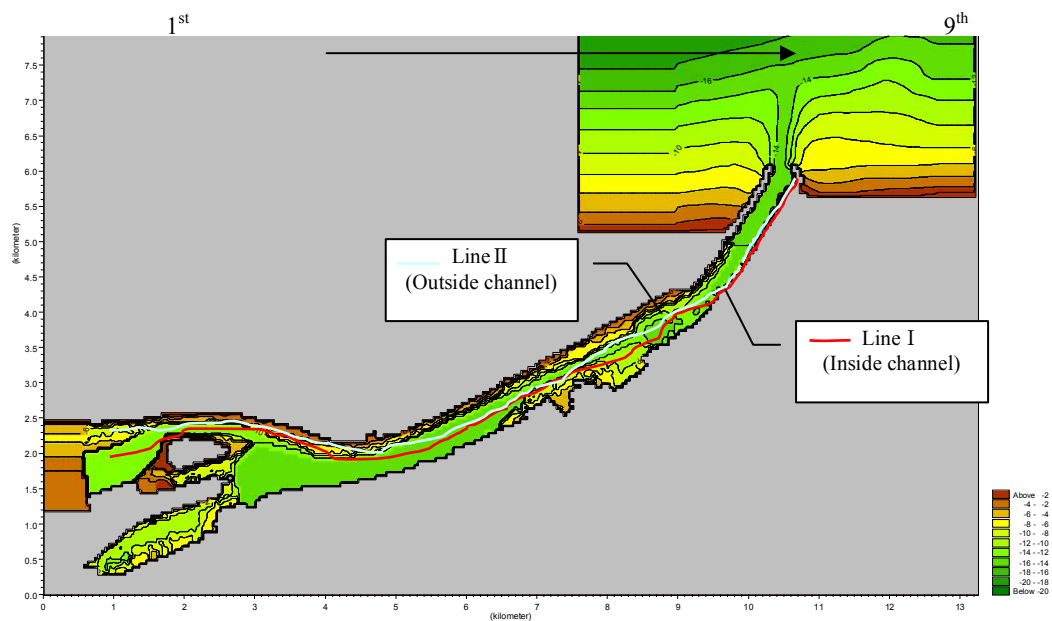 1st
9th
7.5
7.0
6.5
6.0
5.5
5.0
4.5
4.0
3.5
3.0
2.5
2.0
1.5
1.0
0.5
0.0
(kilometer)
-16
-14
-10
-14
Line II
(Outside channel)
Line I
(Inside channel)
Above -2
-4 - -2
-6 - -4
-8 - -6
-10 - -8
-12 - -10
-14 - -12
-16 - -14
-18 - -16
-20 - -18
Below -20
0 1 2 3 4 5 6 7 8 9 10 11 12 13
(kilometer)